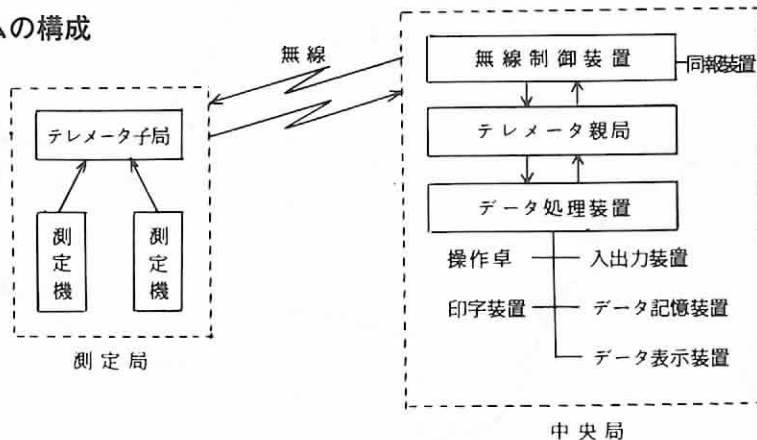 ムの構成
無線
無線制御装置
同報装置
テレメータ子局
テレメータ親局
データ処理装置
測定機
測定機
操作卓
入出力装置
印字装置
データ記憶装置
データ表示装置
測定局
中央局